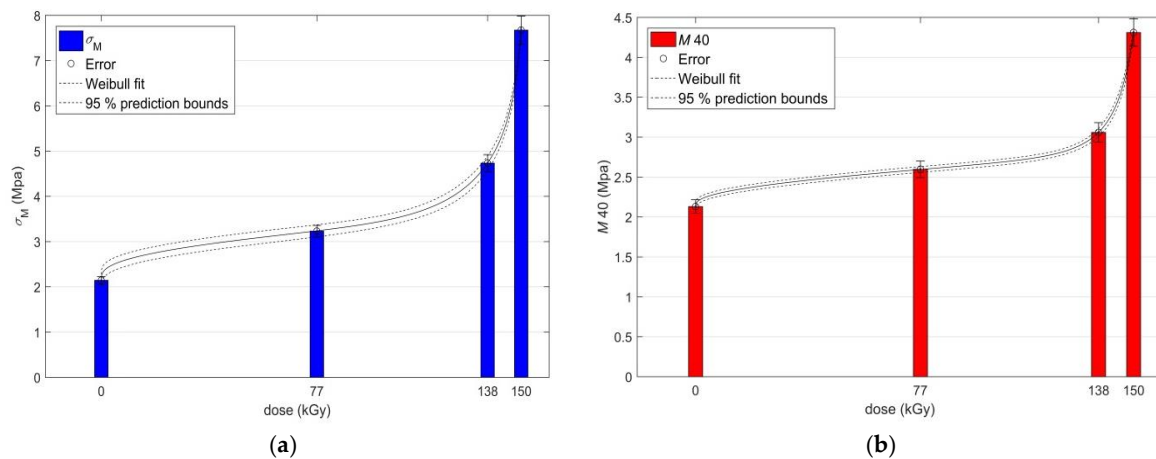 8
7
6
5
4
3
2
1
0
σM (Mpa)
σM
Error
Weibull fit
95 % prediction bounds
0 77 138 150
dose (kGy)
(a)
4.5
4
3.5
3
2.5
2
1.5
1
0.5
0
M 40 (Mpa)
M 40
Error
Weibull fit
95 % prediction bounds
0 77 138 150
dose (kGy)
(b)